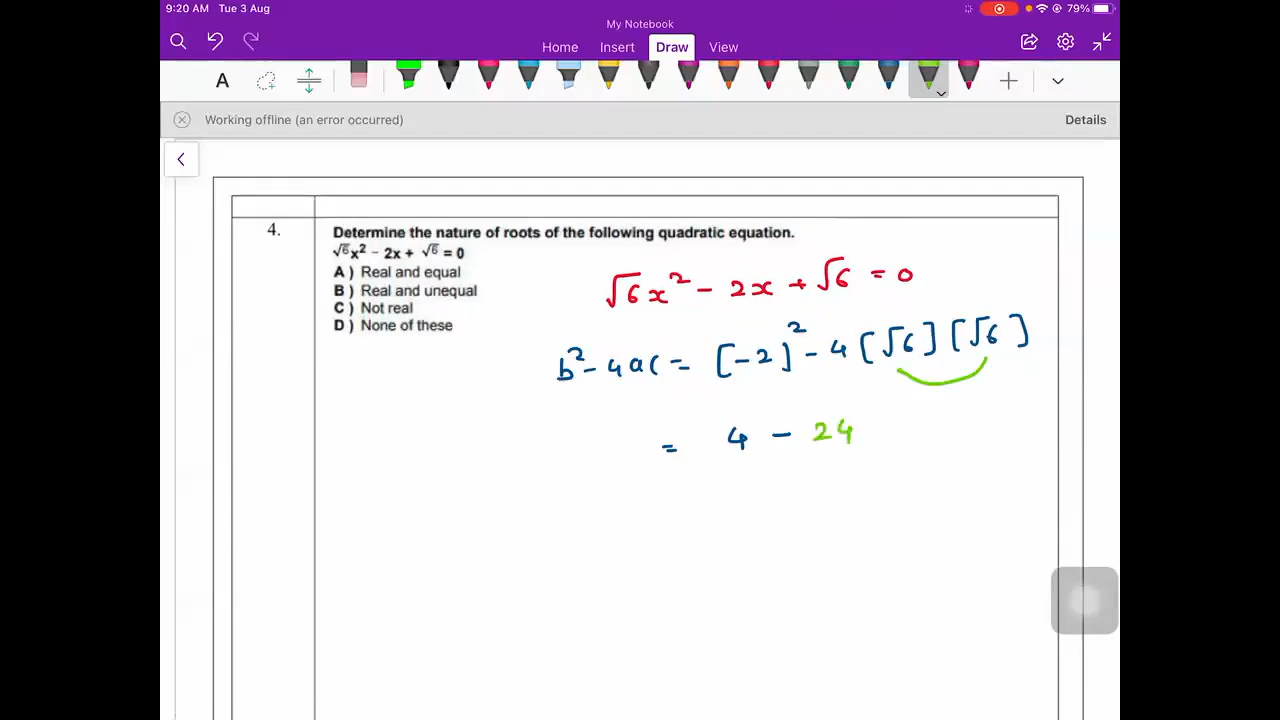 9:20 AM Tue 3 Aug
79%
My Notebook
Home Insert Draw View
A
Working offline (an error occurred)
Details
4.
Determine the nature of roots of the following quadratic equation.
√6x² - 2x + √6 = 0
A ) Real and equal
B ) Real and unequal
C ) Not real
D ) None of these
√6x² - 2x + √6 = 0
b² - 4ac = [-2]² - 4[√6][√6]
= 4 - 24